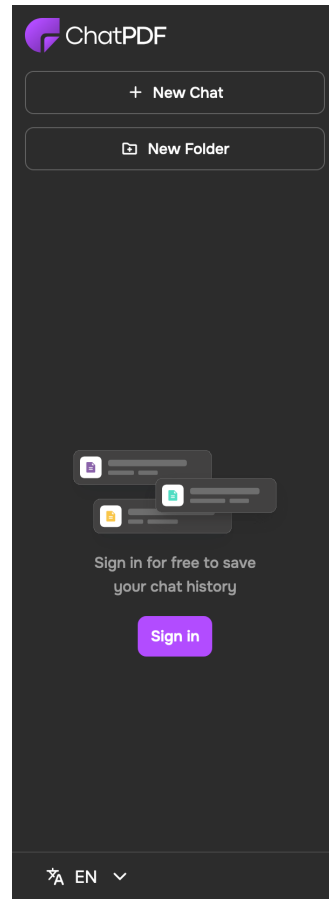 ChatPDF
+ New Chat
New Folder
Sign in for free to save
your chat history
Sign in
EN